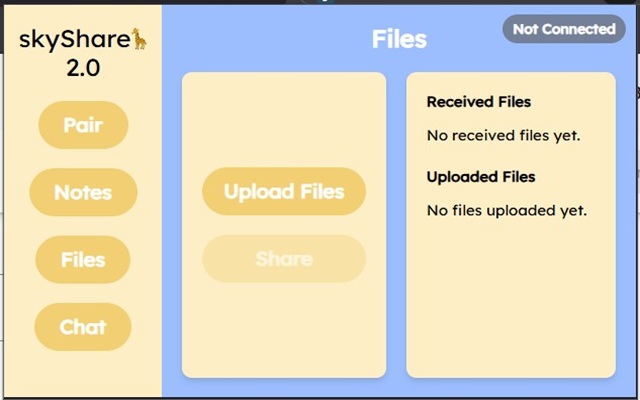 skyShare🦒
2.0
Pair
Notes
Files
Chat
Files
Not Connected
Upload Files
Share
Received Files
No received files yet.
Uploaded Files
No files uploaded yet.